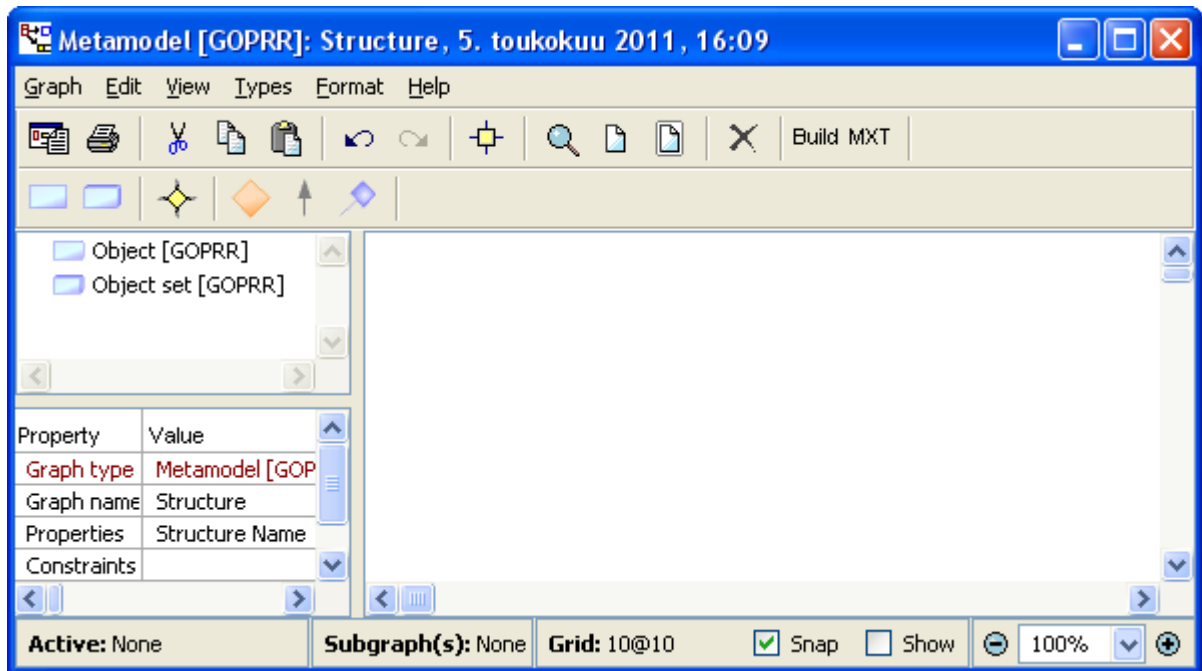 Metamodel [GOPRR]: Structure, 5. toukokuu 2011, 16:09
Graph Edit View Types Format Help
Build MXT
Object [GOPRR]
Object set [GOPRR]
Property Value
Graph type Metamodel [GOP
Graph name Structure
Properties Structure Name
Constraints
Active: None Subgraph(s): None Grid: 10@10 Snap Show 100%